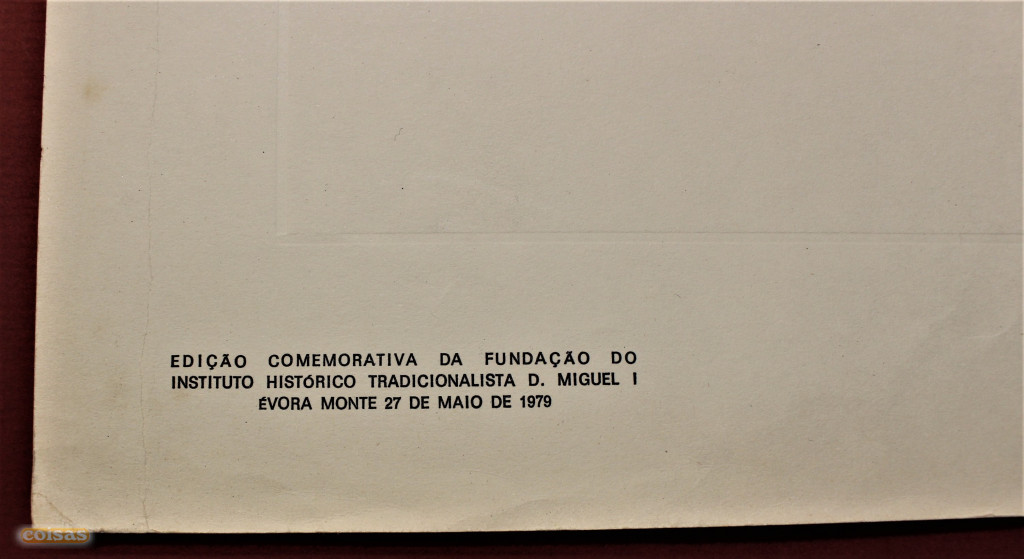 EDIÇÃO COMEMORATIVA DA FUNDAÇÃO DO
INSTITUTO HISTÓRICO TRADICIONALISTA D. MIGUEL I
ÉVORA MONTE 27 DE MAIO DE 1979
coisas